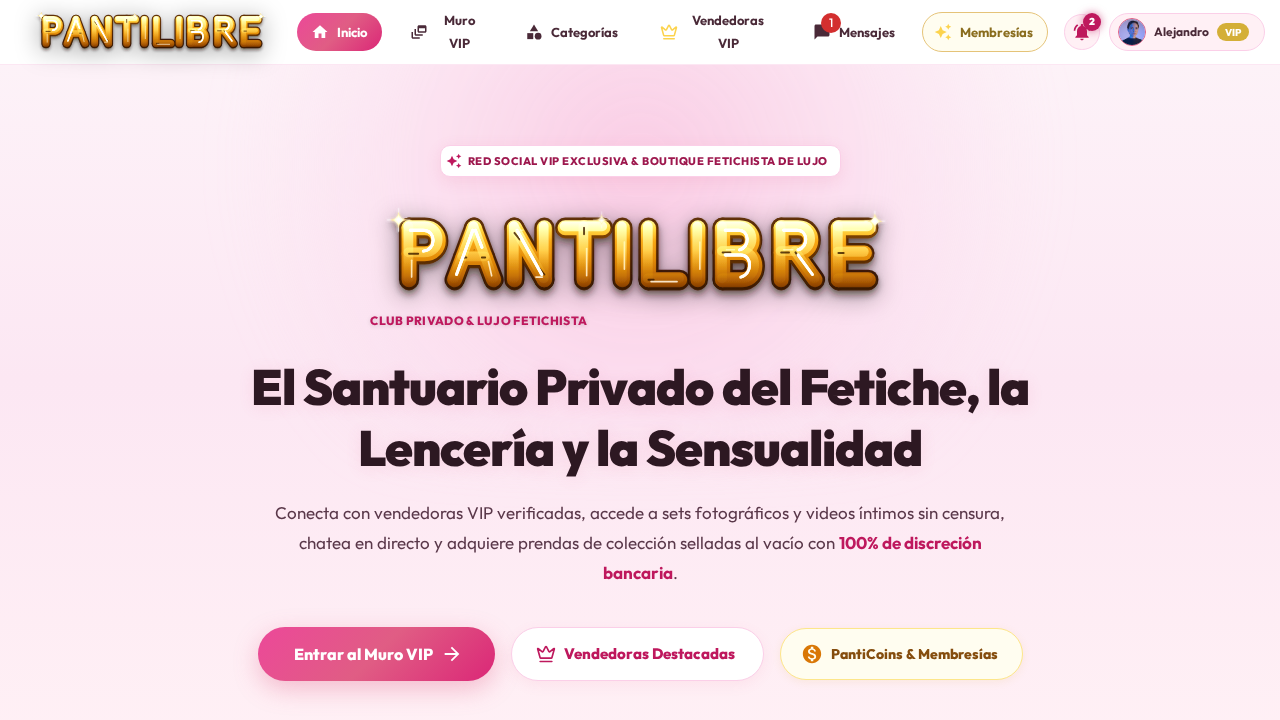 PANTILIBRE
Inicio
Muro
VIP
Categorías
Vendedoras
VIP
1
Mensajes
Membresías
2
Alejandro
VIP
RED SOCIAL VIP EXCLUSIVA & BOUTIQUE FETICHISTA DE LUJO
PANTILIBRE
CLUB PRIVADO & LUJO FETICHISTA
El Santuario Privado del Fetiche, la
Lencería y la Sensualidad
Conecta con vendedoras VIP verificadas, accede a sets fotográficos y videos íntimos sin censura,
chatea en directo y adquiere prendas de colección selladas al vacío con 100% de discreción
bancaria.
Entrar al Muro VIP
Vendedoras Destacadas
PantiCoins & Membresías